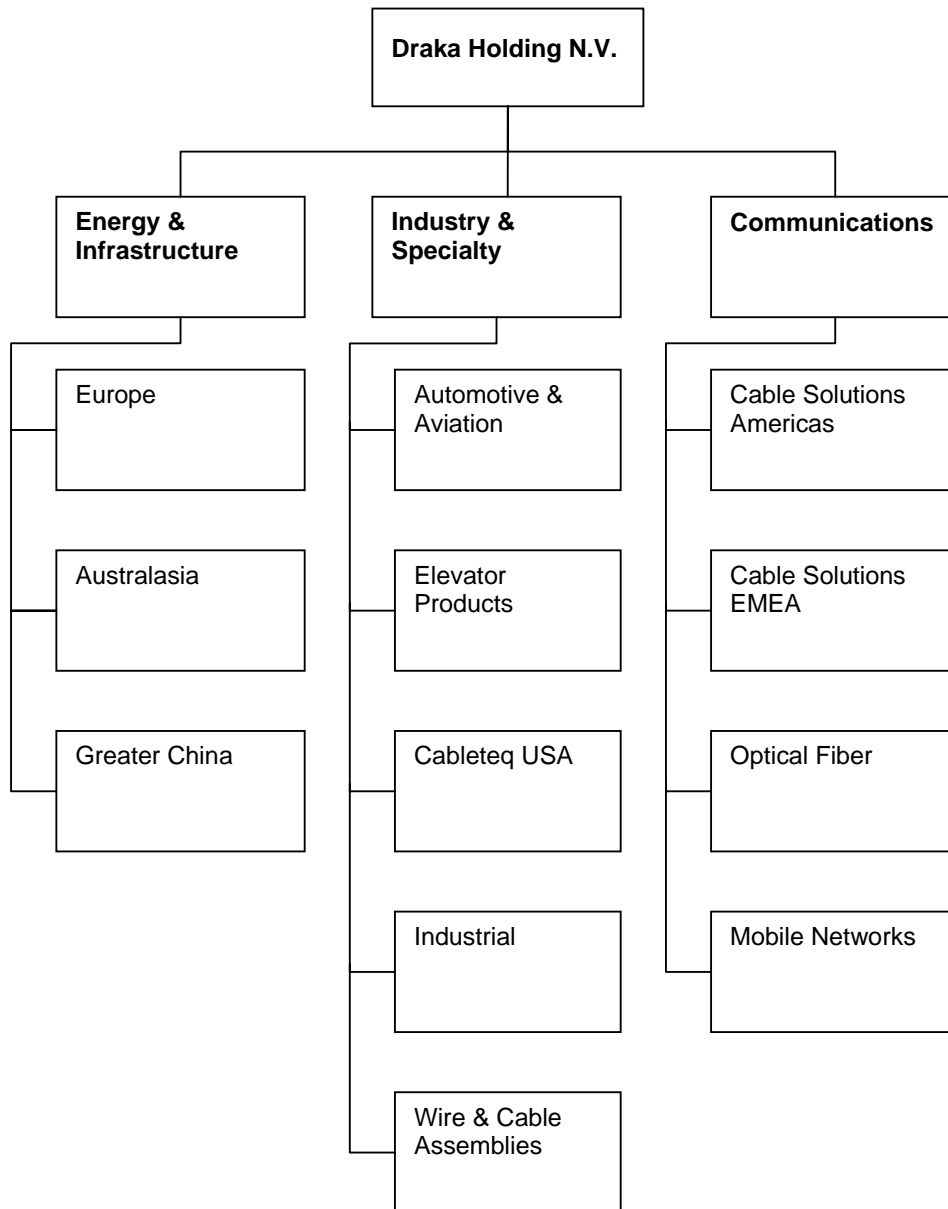 Draka Holding N.V.
Energy &
Infrastructure
Industry &
Specialty
Communications
Europe
Automotive &
Aviation
Cable Solutions
Americas
Australasia
Elevator
Products
Cable Solutions
EMEA
Greater China
Cableteq USA
Optical Fiber
Industrial
Mobile Networks
Wire & Cable
Assemblies